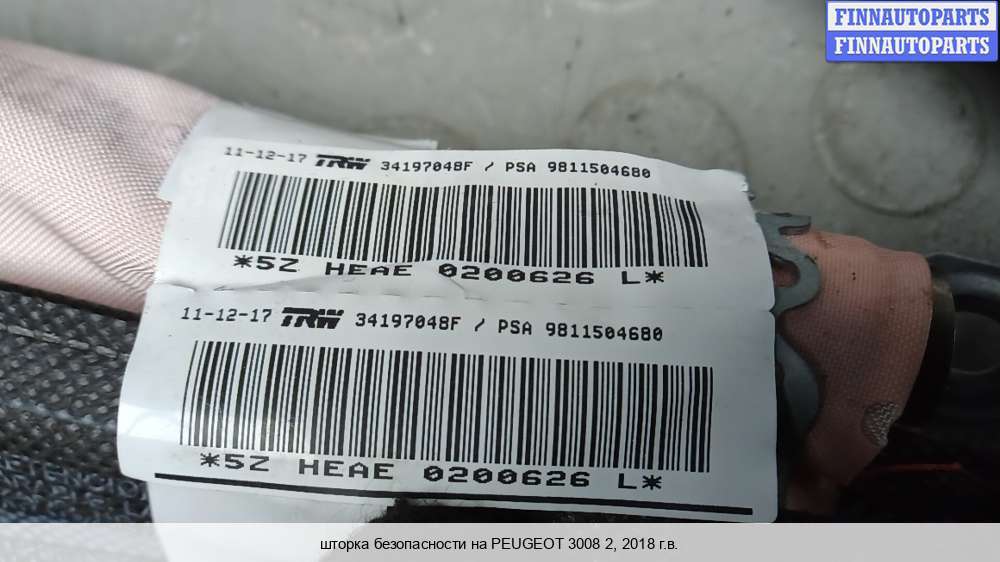 FINNAUTOPARTS
FINNAUTOPARTS
11-12-17 TRW 34197048F / PSA 9811504680
*5Z HEAE 0200626 L*
11-12-17 TRW 34197048F / PSA 9811504680
*5Z HEAE 0200626 L*
шторка безопасности на PEUGEOT 3008 2, 2018 г.в.